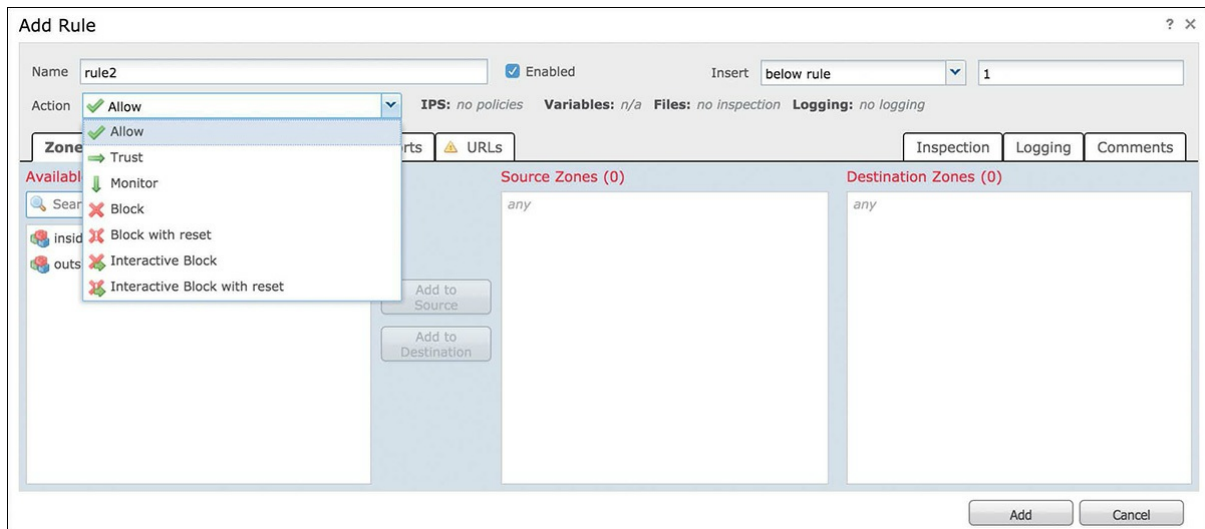 Add Rule ?
Name rule2 Enabled Insert below rule 1
Action Allow IPS: no policies Variables: n/a Files: no inspection Logging: no logging
Allow
Trust
Monitor
Block
Block with reset
Interactive Block
Interactive Block with reset
URLs Inspection Logging Comments
Source Zones (0) Destination Zones (0)
any any
Add to
Source
Add to
Destination
Add Cancel